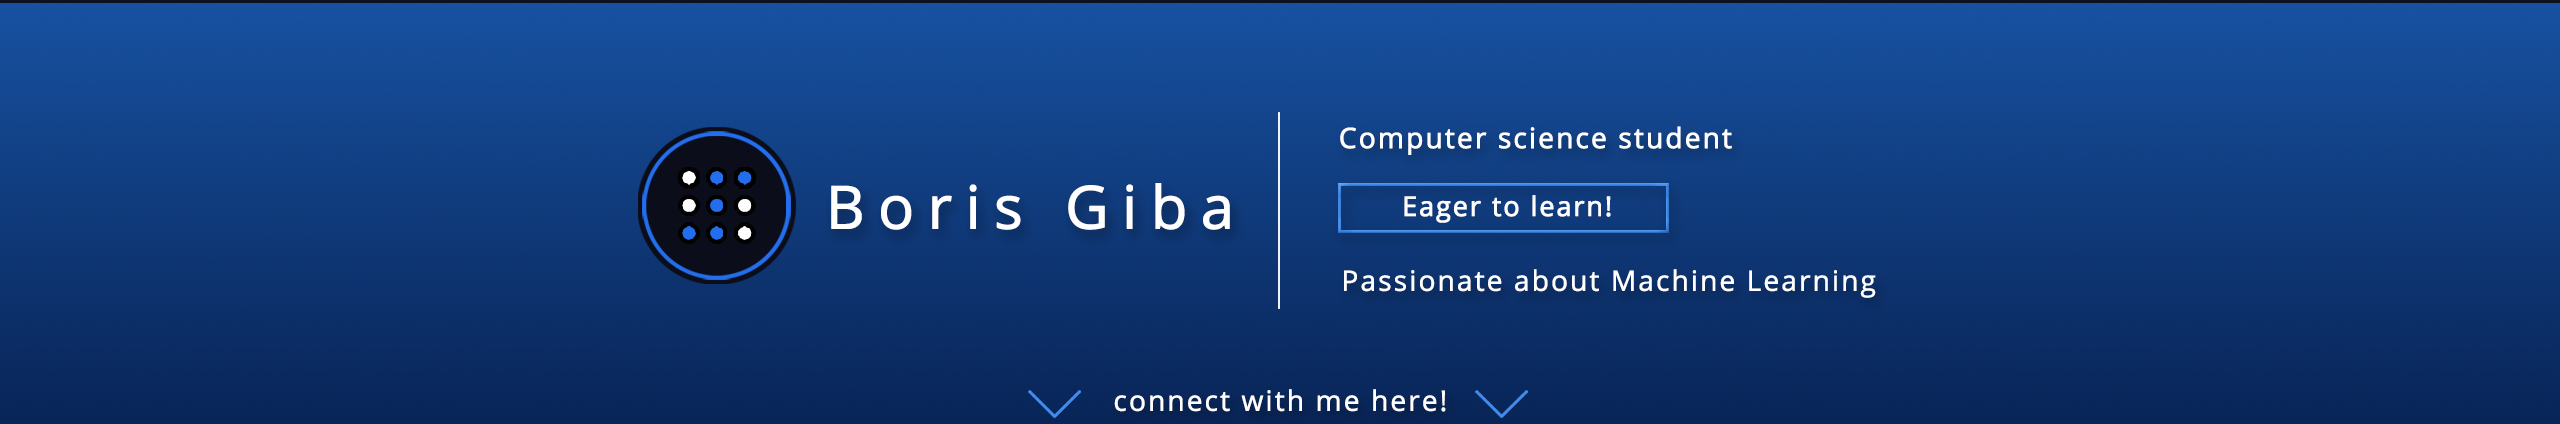 Boris Giba
Computer science student
Eager to learn!
Passionate about Machine Learning
connect with me here!